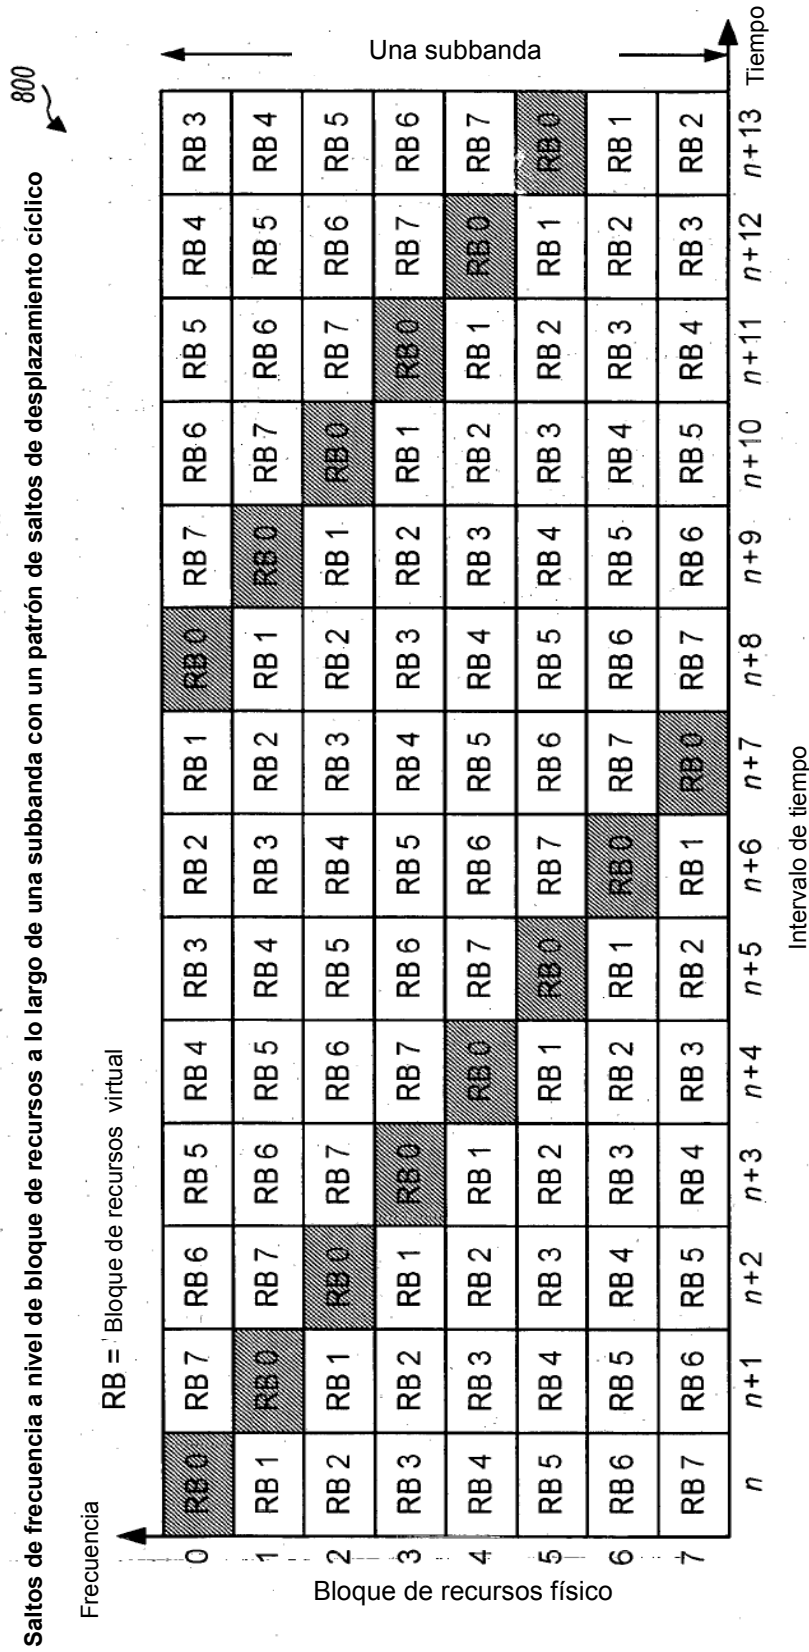 Saltos de frecuencia a nivel de bloque de recursos a lo largo de una subbanda con un patrón de saltos de desplazamiento cíclico
800
RB = Bloque de recursos virtual
Frecuencia
Una subbanda
0 RB 0 RB 7 RB 6 RB 5 RB 4 RB 3 RB 2 RB 1 RB 0 RB 7 RB 6 RB 5 RB 4 RB 3
1 RB 1 RB 0 RB 7 RB 6 RB 5 RB 4 RB 3 RB 2 RB 1 RB 0 RB 7 RB 6 RB 5 RB 4
2 RB 2 RB 1 RB 0 RB 7 RB 6 RB 5 RB 4 RB 3 RB 2 RB 1 RB 0 RB 7 RB 6 RB 5
3 RB 3 RB 2 RB 1 RB 0 RB 7 RB 6 RB 5 RB 4 RB 3 RB 2 RB 1 RB 0 RB 7 RB 6
4 RB 4 RB 3 RB 2 RB 1 RB 0 RB 7 RB 6 RB 5 RB 4 RB 3 RB 2 RB 1 RB 0 RB 7
5 RB 5 RB 4 RB 3 RB 2 RB 1 RB 0 RB 7 RB 6 RB 5 RB 4 RB 3 RB 2 RB 1 RB 0
6 RB 6 RB 5 RB 4 RB 3 RB 2 RB 1 RB 0 RB 7 RB 6 RB 5 RB 4 RB 3 RB 2 RB 1
7 RB 7 RB 6 RB 5 RB 4 RB 3 RB 2 RB 1 RB 0 RB 7 RB 6 RB 5 RB 4 RB 3 RB 2
Bloque de recursos físico
n n+1 n+2 n+3 n+4 n+5 n+6 n+7 n+8 n+9 n+10 n+11 n+12 n+13
Tiempo
Intervalo de tiempo